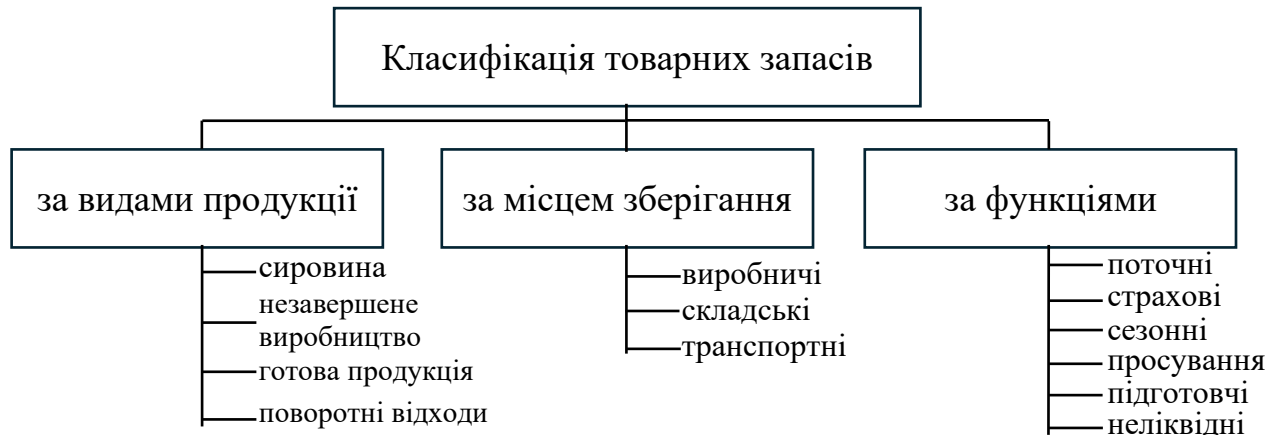 Класифікація товарних запасів
за видами продукції
сировина
незавершене
виробництво
готова продукція
поворотні відходи
за місцем зберігання
виробничі
складські
транспортні
за функціями
поточні
страхові
сезонні
просування
підготовчі
неліквідні